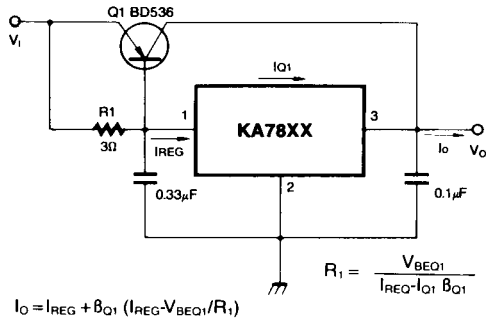 Q1 BD536
VI
IQ1
R1
3Ω
1
IREG
KA78XX
3
IO
VO
2
0.33μF
0.1μF
R1 = VBEQ1 / IREQ-IQ1 βQ1
IO=IREG+βQ1 (IREG-VBEQ1/R1)